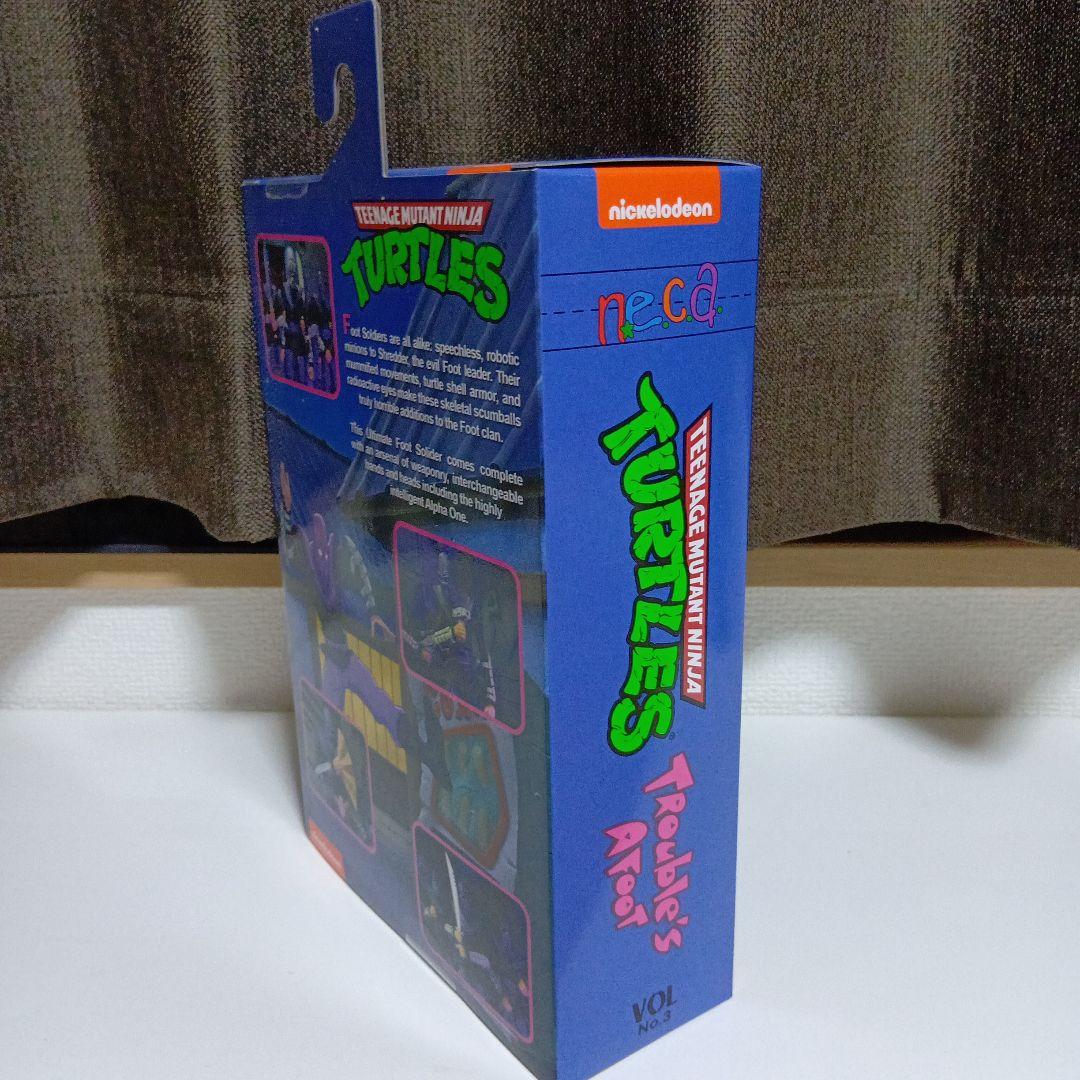 TEENAGE MUTANT NINJA
TURTLES
Foot Soldiers are all alike: speechless, robotic
minions to Shredder, the evil Foot leader. Their
mummified movements, turtle shell armor, and
radioactive eyes make these skeletal scumballs
truly horrible additions to the Foot clan.
This Ultimate Foot Solider comes complete
with an arsenal of weaponry, interchangeable
hands and heads including the highly
intelligent Alpha One.
nickelodeon
n.e.c.a.
TEENAGE MUTANT NINJA
TURTLES
TROUBLE'S
AFOOT
VOL
No.3